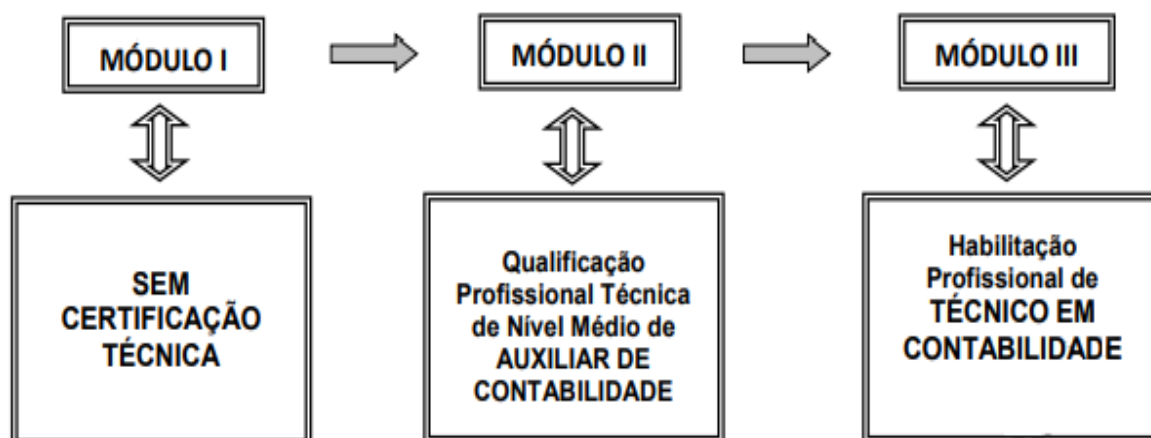 MÓDULO I
MÓDULO II
MÓDULO III
SEM
CERTIFICAÇÃO
TÉCNICA
Qualificação
Profissional Técnica
de Nível Médio de
AUXILIAR DE
CONTABILIDADE
Habilitação
Profissional de
TÉCNICO EM
CONTABILIDADE